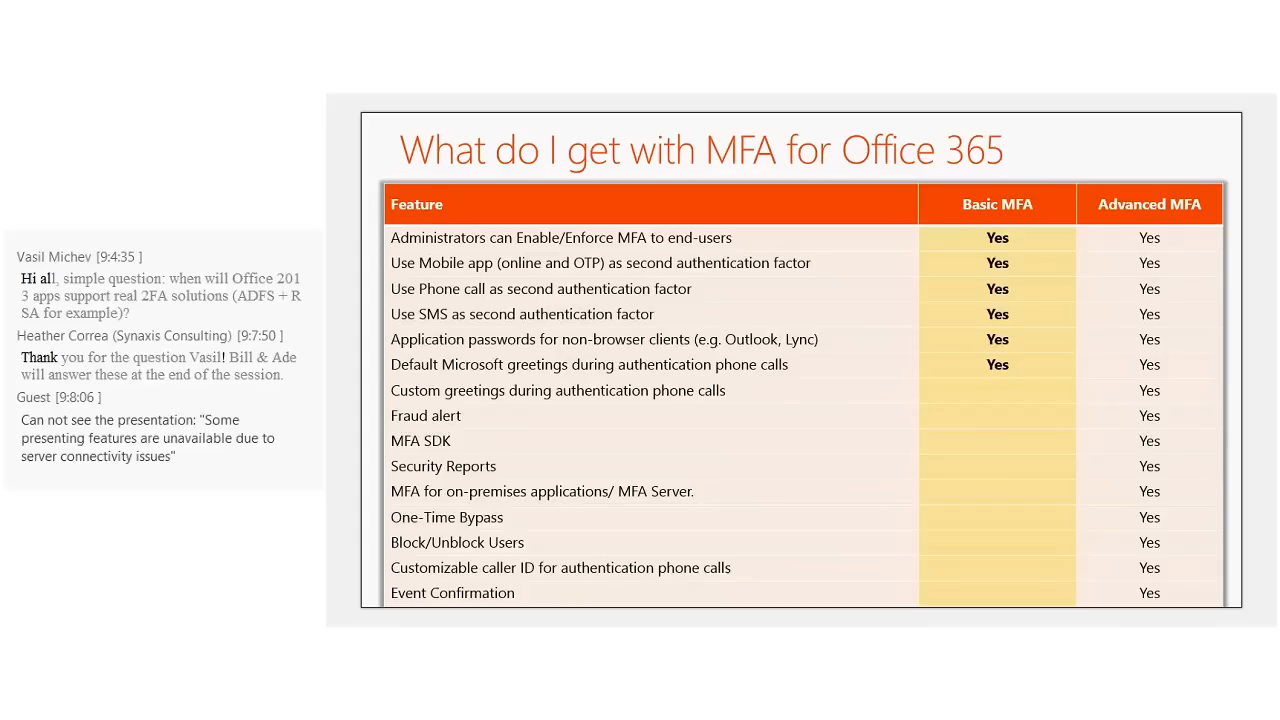 Vasil Michev [9:4:35 ]
Hi all, simple question: when will Office 201
3 apps support real 2FA solutions (ADFS + R
SA for example)?
Heather Correa (Synaxis Consulting) [9:7:50 ]
Thank you for the question Vasil! Bill & Ade
will answer these at the end of the session.
Guest [9:8:06 ]
Can not see the presentation: "Some
presenting features are unavailable due to
server connectivity issues"
What do I get with MFA for Office 365
Feature Basic MFA Advanced MFA
Administrators can Enable/Enforce MFA to end-users Yes Yes
Use Mobile app (online and OTP) as second authentication factor Yes Yes
Use Phone call as second authentication factor Yes Yes
Use SMS as second authentication factor Yes Yes
Application passwords for non-browser clients (e.g. Outlook, Lync) Yes Yes
Default Microsoft greetings during authentication phone calls Yes Yes
Custom greetings during authentication phone calls Yes
Fraud alert Yes
MFA SDK Yes
Security Reports Yes
MFA for on-premises applications/ MFA Server. Yes
One-Time Bypass Yes
Block/Unblock Users Yes
Customizable caller ID for authentication phone calls Yes
Event Confirmation Yes